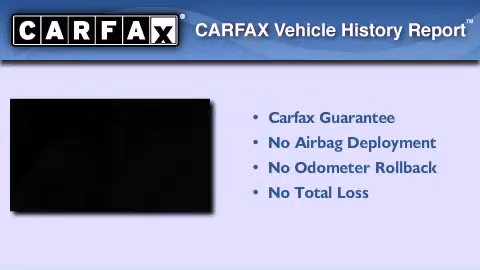 CARFAX® CARFAX Vehicle History Report™
• Carfax Guarantee
• No Airbag Deployment
• No Odometer Rollback
• No Total Loss